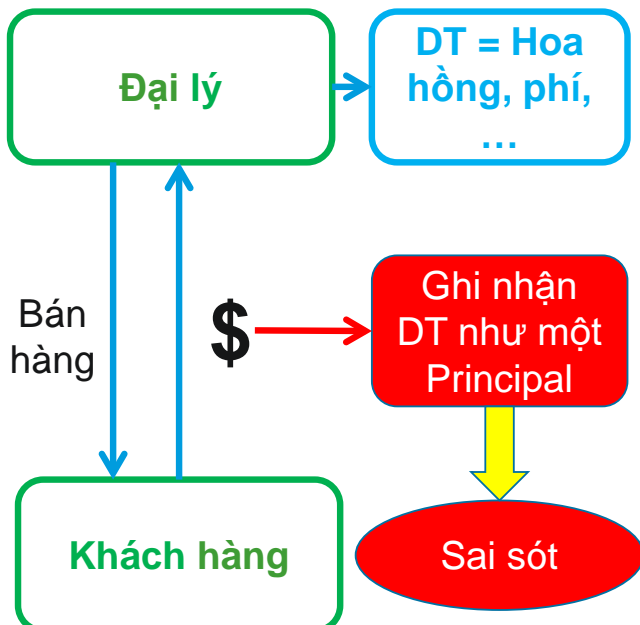 Đại lý
DT = Hoa
hồng, phí,
...
Bán
hàng
$
Ghi nhận
DT như một
Principal
Khách hàng
Sai sót